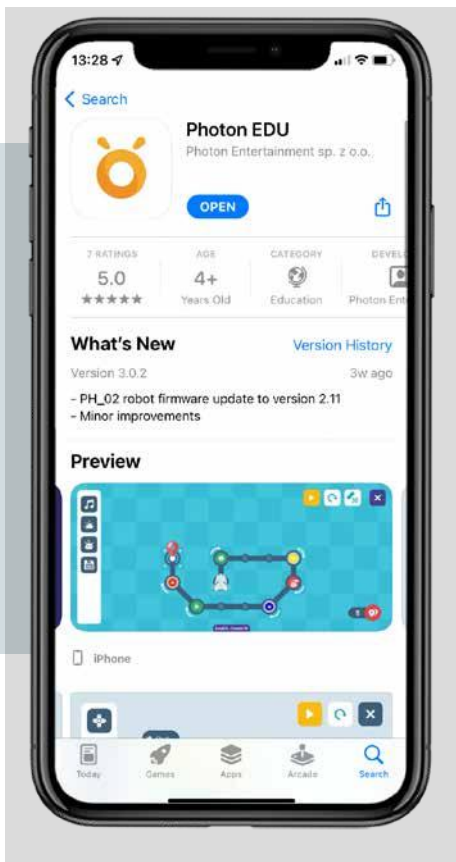 13:28
Search
Photon EDU
Photon Entertainment sp. z o.o.
OPEN
7 RATINGS
5.0
AGE
4+
Years Old
CATEGORY
Education
DEVEL
Photon Ente
What's New
Version History
Version 3.0.2
3w ago
- PH_02 robot firmware update to version 2.11
- Minor improvements
Preview
iPhone
Today
Games
Apps
Arcade
Search